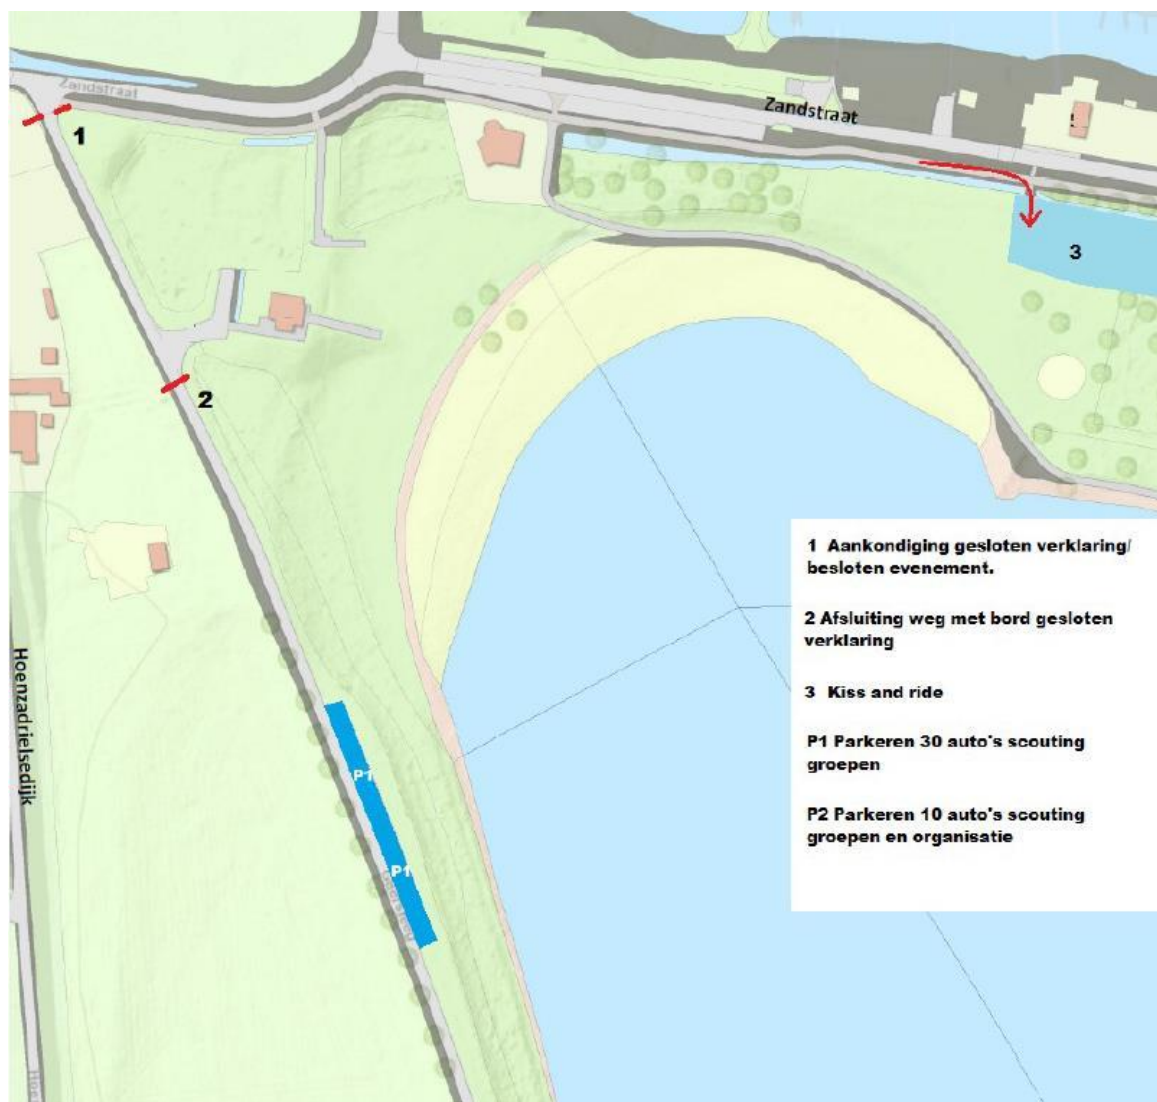 Zandstraat
Zandstraat
1
3
2
1 Aankondiging gesloten verklaring/
besloten evenement.
2 Afsluiting weg met bord gesloten
verklaring
3 Kiss and ride
P1 Parkeren 30 auto's scouting
groepen
P2 Parkeren 10 auto's scouting
groepen en organisatie
Hoenzadrielsedijk
P1
P1